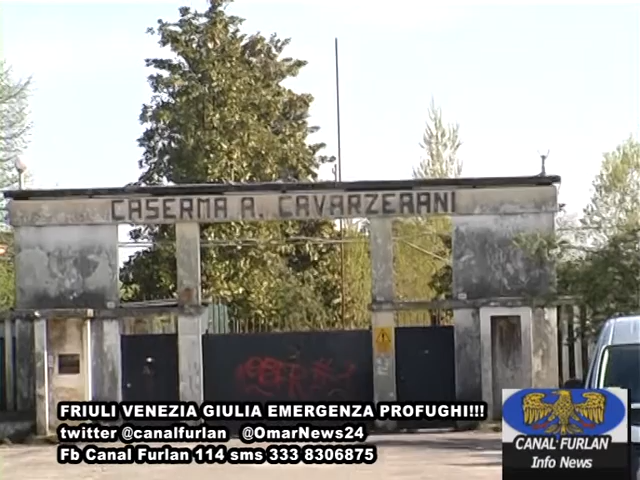 CASERMA A. CAVARZERANI
FRIULI VENEZIA GIULIA EMERGENZA PROFUGHI!!!
twitter @canalfurlan @OmarNews24
Fb Canal Furlan 114 sms 333 8306875
CANAL FURLAN
Info News